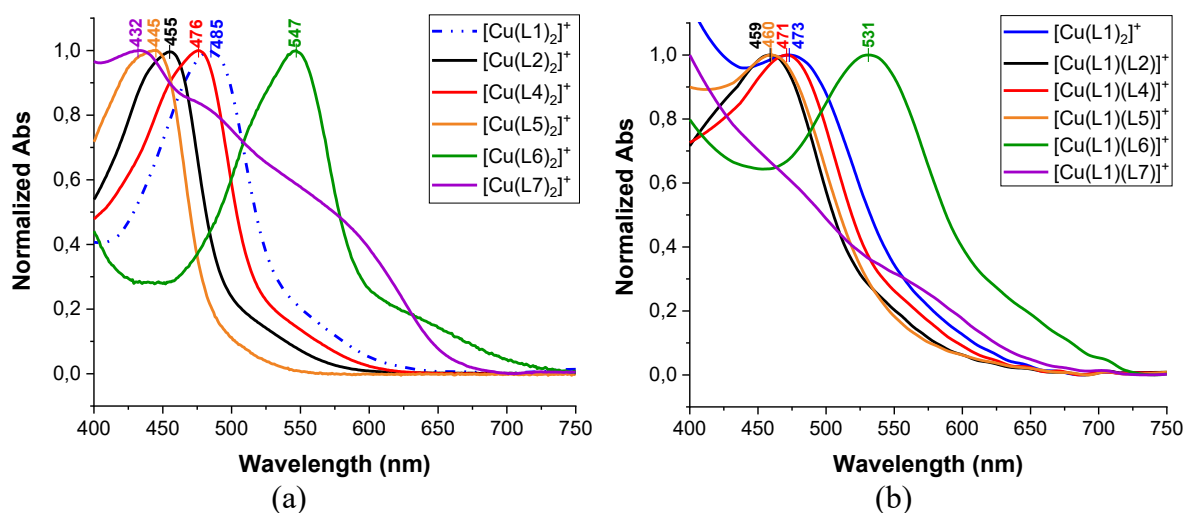 432
445
455
476
485
547
[Cu(L1)₂]⁺
[Cu(L2)₂]⁺
[Cu(L4)₂]⁺
[Cu(L5)₂]⁺
[Cu(L6)₂]⁺
[Cu(L7)₂]⁺
1,0
0,8
0,6
0,4
0,2
0,0
Normalized Abs
400 450 500 550 600 650 700 750
Wavelength (nm)
(a)
459
460
471
473
531
[Cu(L1)₂]⁺
[Cu(L1)(L2)]⁺
[Cu(L1)(L4)]⁺
[Cu(L1)(L5)]⁺
[Cu(L1)(L6)]⁺
[Cu(L1)(L7)]⁺
1,0
0,8
0,6
0,4
0,2
0,0
Normalized Abs
400 450 500 550 600 650 700 750
Wavelength (nm)
(b)